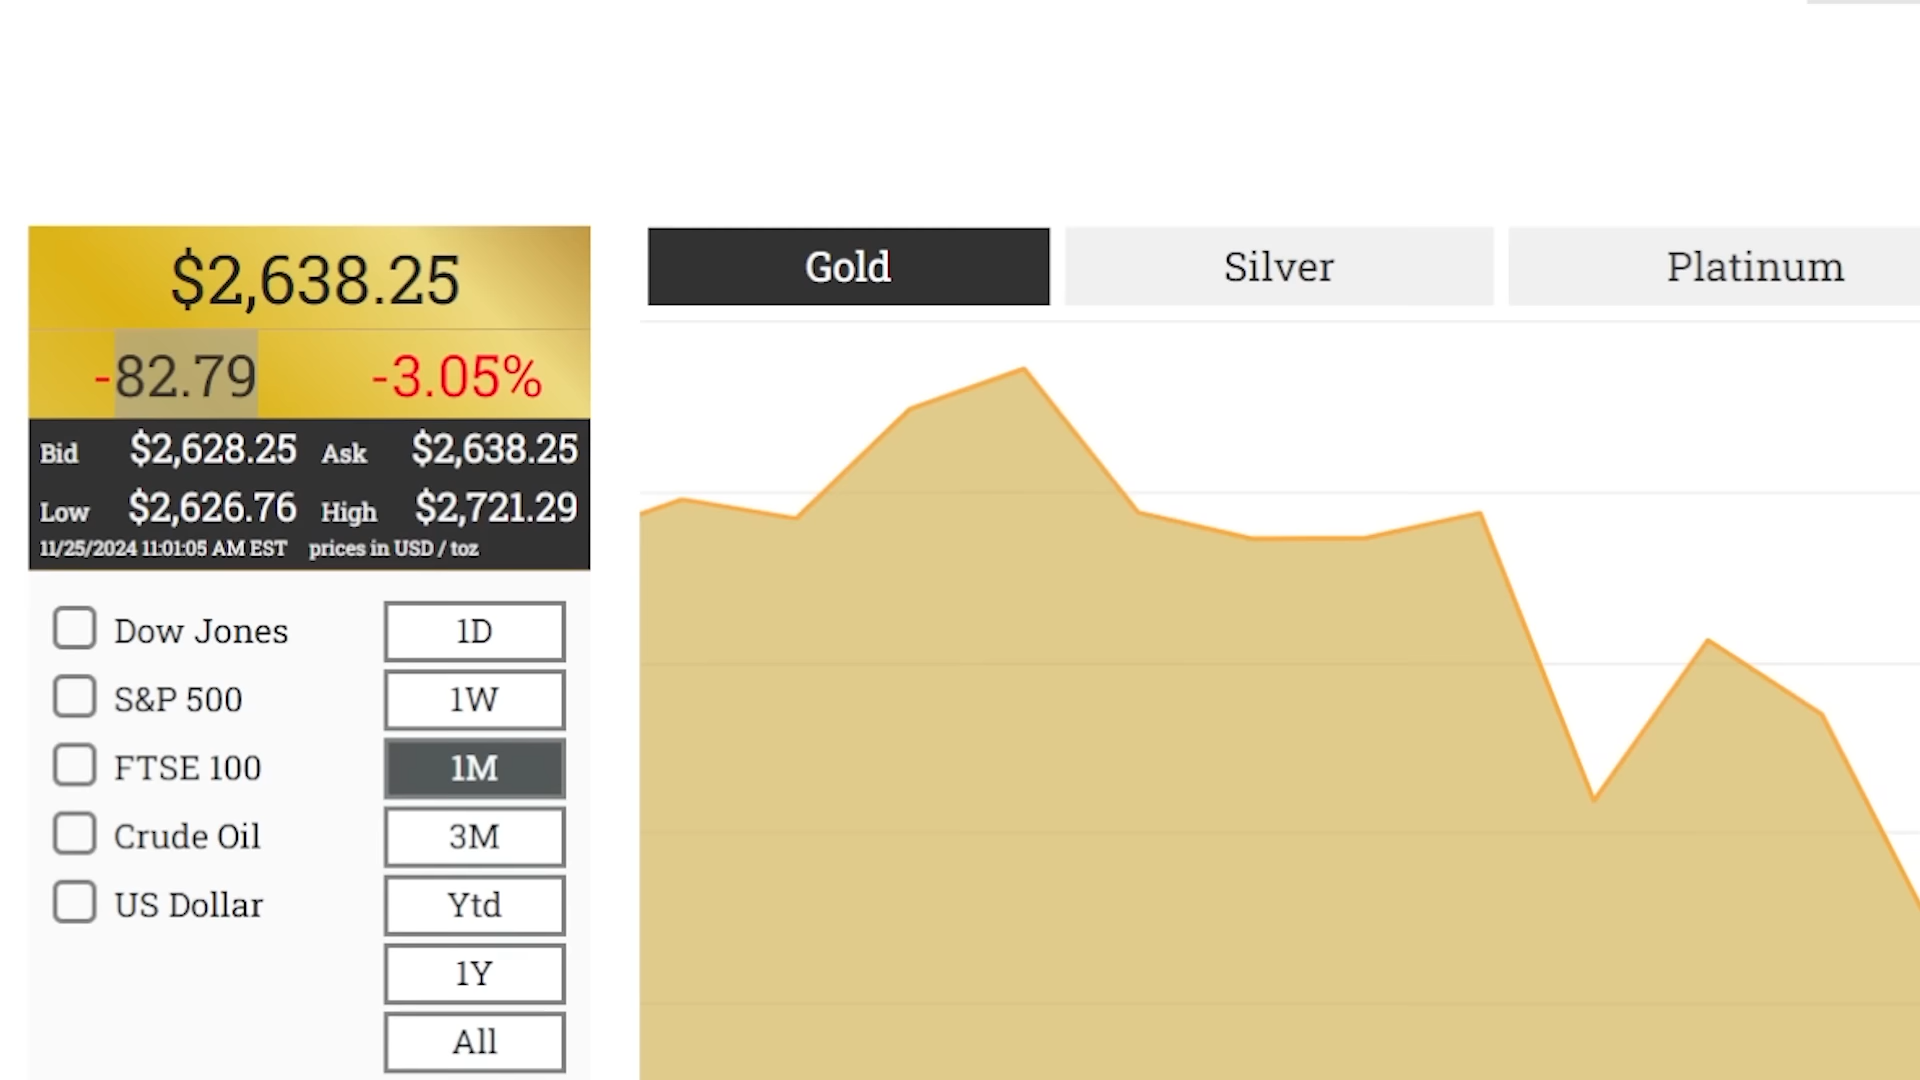 $2,638.25
-82.79 -3.05%
Bid $2,628.25 Ask $2,638.25
Low $2,626.76 High $2,721.29
11/25/2024 11:01:05 AM EST prices in USD / toz
Dow Jones
S&P 500
FTSE 100
Crude Oil
US Dollar
1D
1W
1M
3M
Ytd
1Y
All
Gold
Silver
Platinum